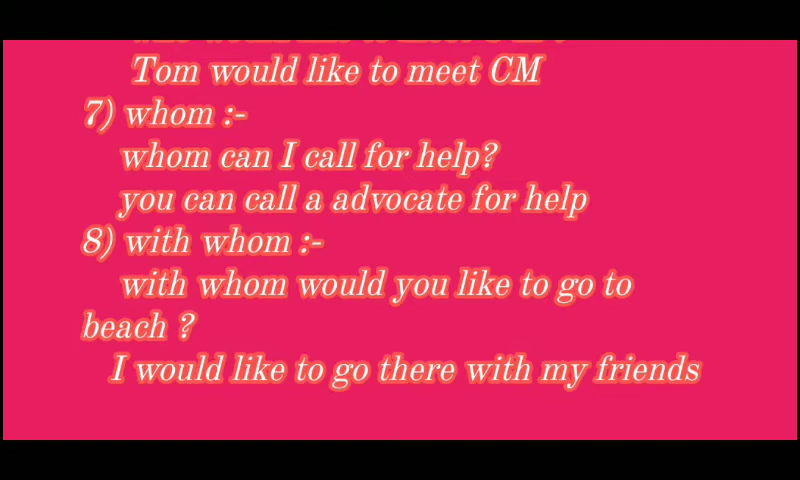 Tom would like to meet CM
7) whom :-
whom can I call for help?
you can call a advocate for help
8) with whom :-
with whom would you like to go to
beach ?
I would like to go there with my friends